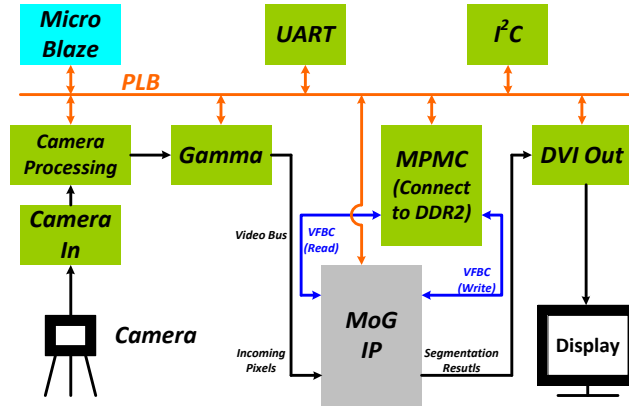 Micro
Blaze
UART
I²C
PLB
Camera
Processing
Gamma
MPMC
(Connect
to DDR2)
DVI Out
Camera
In
Video Bus
VFBC
(Read)
VFBC
(Write)
Camera
MoG
IP
Incoming
Pixels
Segmentation
Resutls
Display